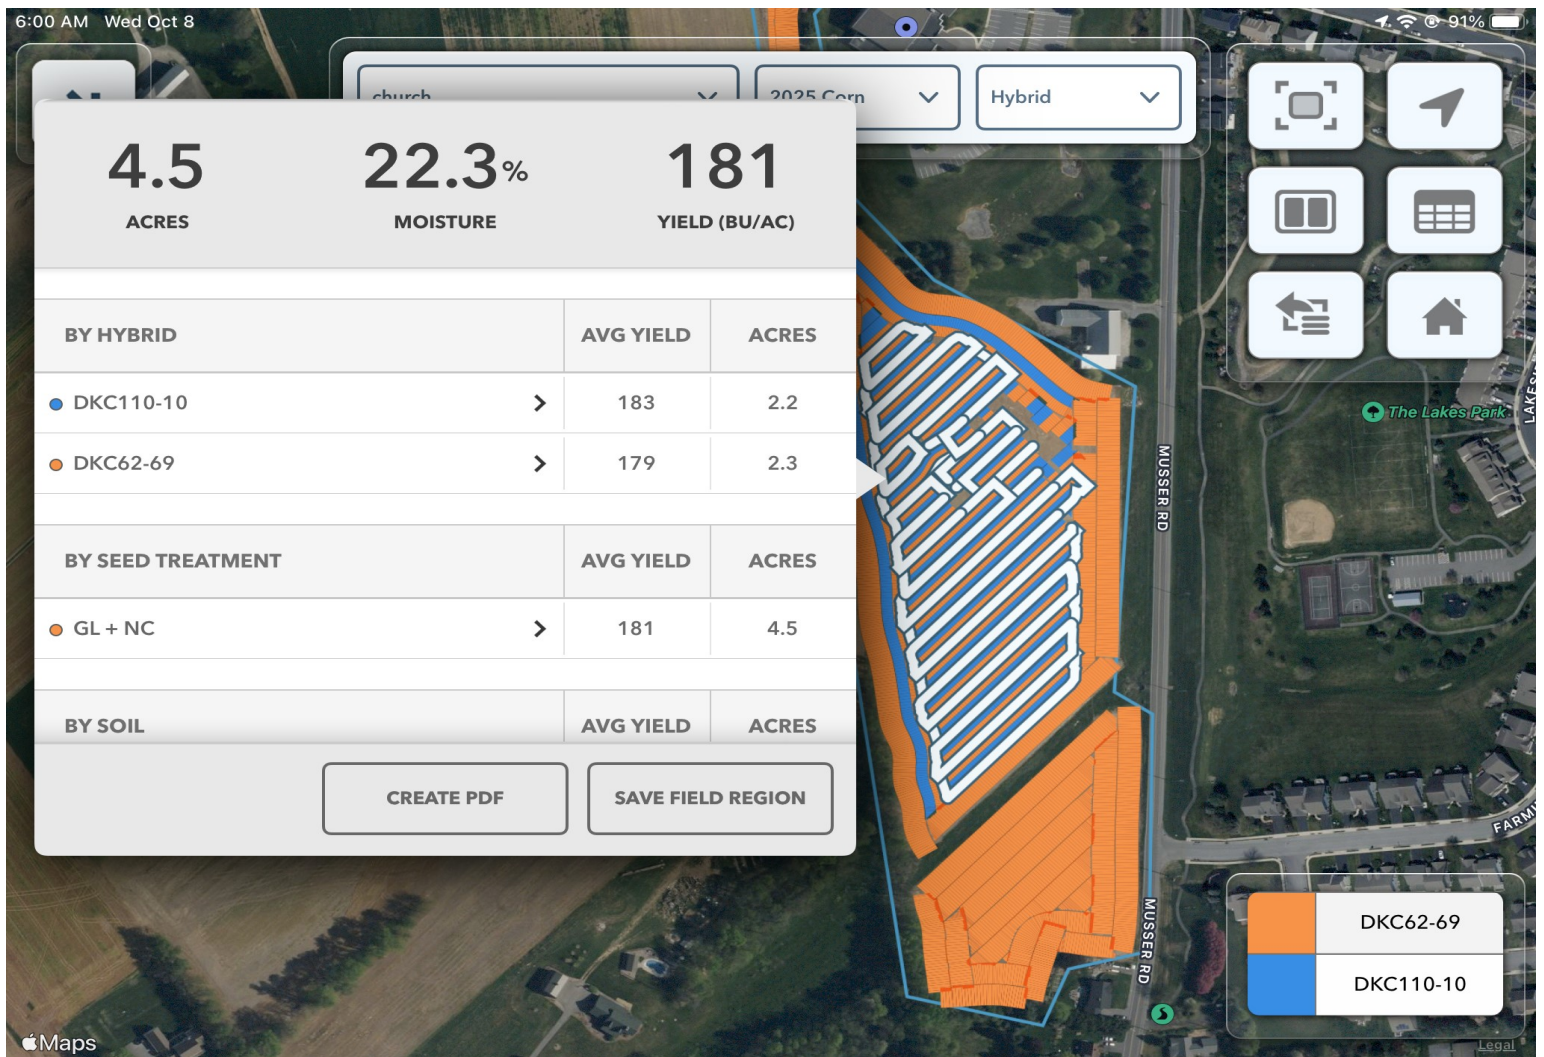 6:00 AM Wed Oct 8
91%
church
2025 Corn
Hybrid
4.5
22.3%
181
ACRES
MOISTURE
YIELD (BU/AC)
BY HYBRID
AVG YIELD
ACRES
DKC110-10
183
2.2
DKC62-69
179
2.3
BY SEED TREATMENT
AVG YIELD
ACRES
GL + NC
181
4.5
BY SOIL
AVG YIELD
ACRES
CREATE PDF
SAVE FIELD REGION
The Lakes Park
MUSSER RD
MUSSER RD
DKC62-69
DKC110-10
Maps
Legal